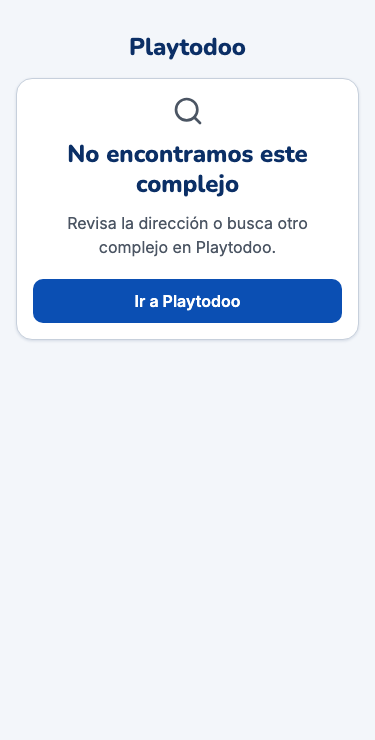 Playtodoo
No encontramos este
complejo
Revisa la dirección o busca otro
complejo en Playtodoo.
Ir a Playtodoo